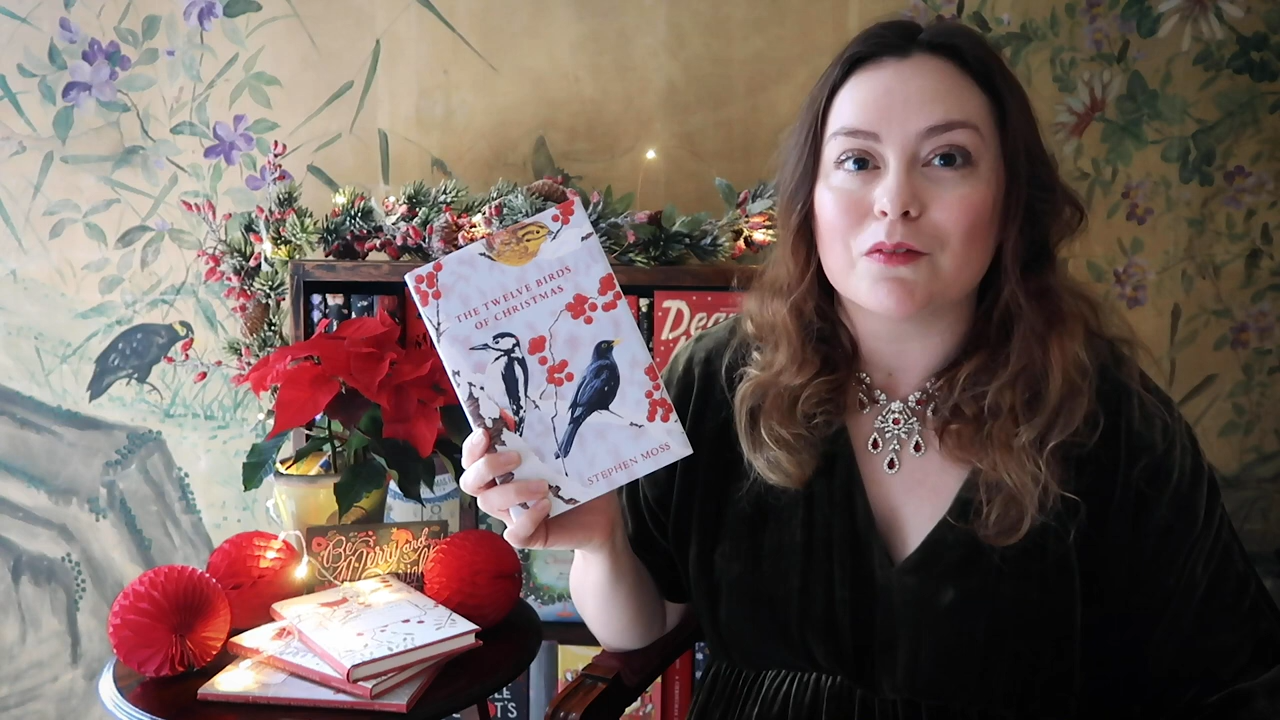 THE TWELVE BIRDS
OF CHRISTMAS
STEPHEN MOSS
Dear
Be
Merry and